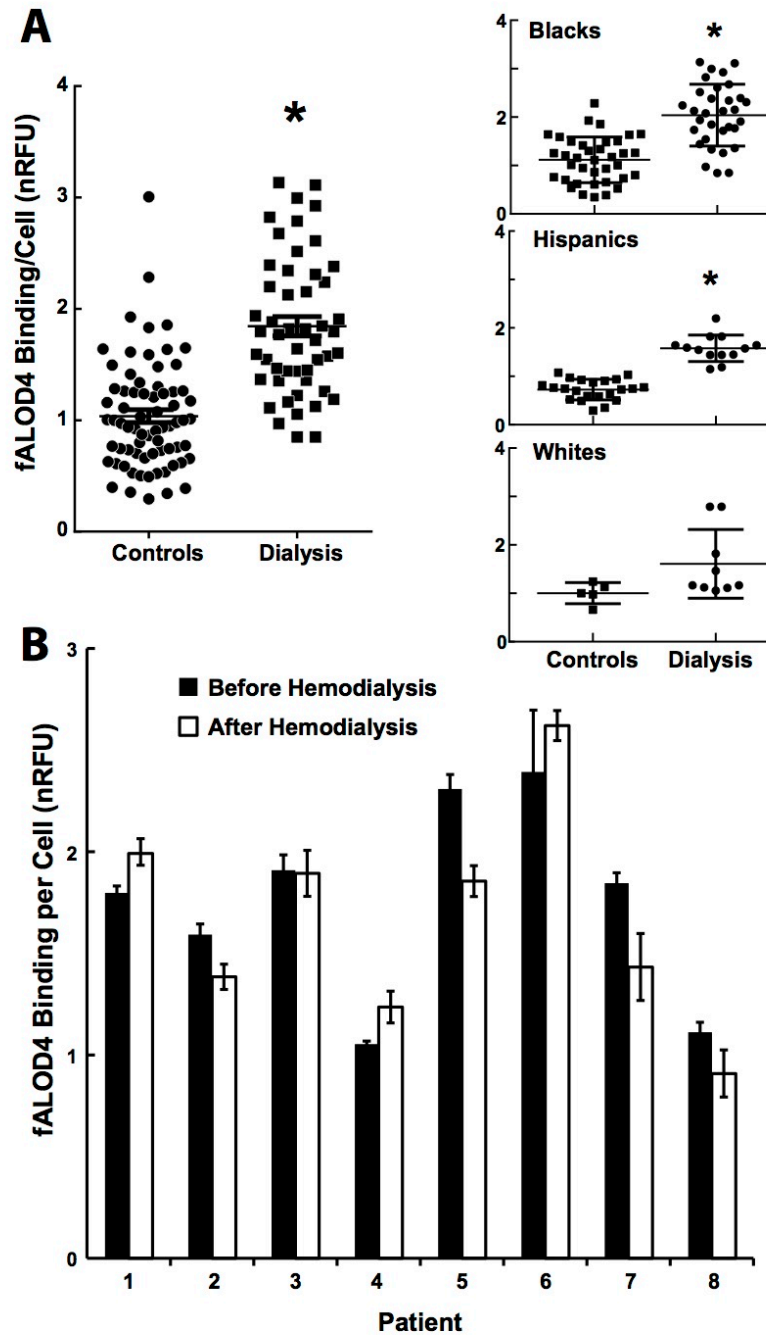 A
fALOD4 Binding/Cell (nRFU)
4
3
2
1
0
*
Controls
Dialysis
Blacks
*
4
2
0
Hispanics
*
4
2
0
Whites
4
2
0
Controls
Dialysis
B
fALOD4 Binding per Cell (nRFU)
3
2
1
0
Before Hemodialysis
After Hemodialysis
1 2 3 4 5 6 7 8
Patient